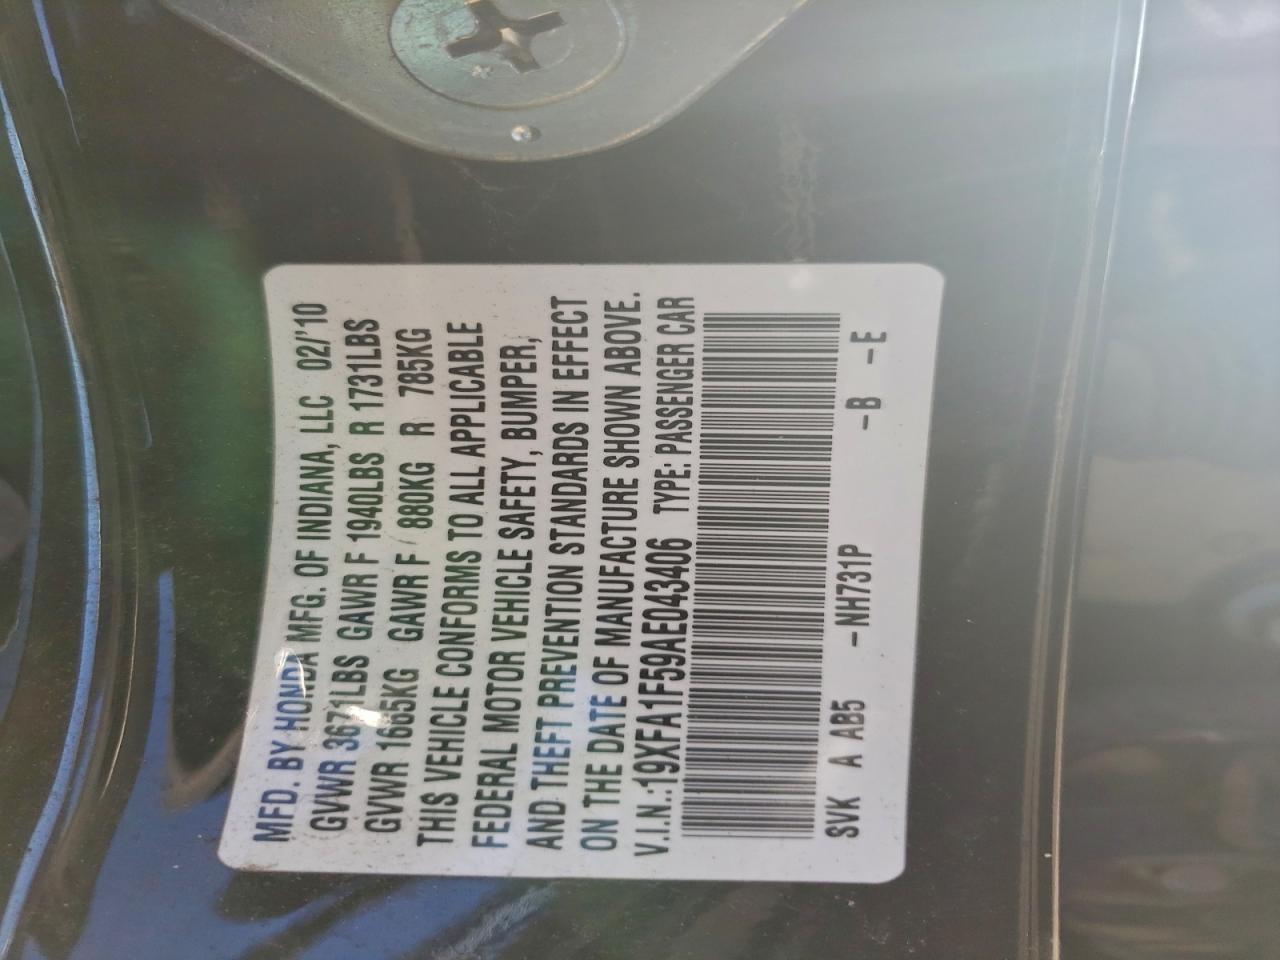 MFD. BY HONDA MFG. OF INDIANA, LLC 02/'10
GVWR 3671LBS GAWR F 1940LBS R 1731LBS
GVWR 1665KG GAWR F 880KG R 785KG
THIS VEHICLE CONFORMS TO ALL APPLICABLE
FEDERAL MOTOR VEHICLE SAFETY, BUMPER,
AND THEFT PREVENTION STANDARDS IN EFFECT
ON THE DATE OF MANUFACTURE SHOWN ABOVE.
V.I.N.:19XFA1F59AE043406 TYPE: PASSENGER CAR
SVK A AB5 -NH731P -B -E